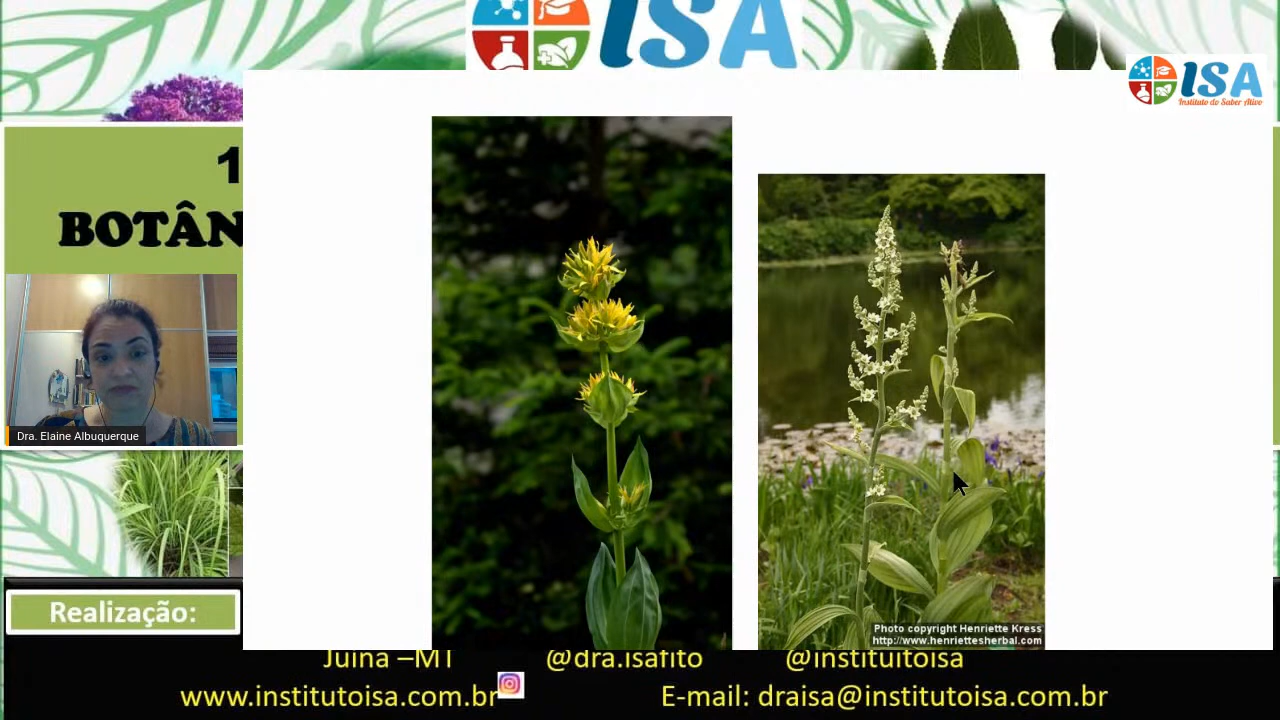 ISA
ISA
Instituto do Saber Ativo
1
BOTÂN
Dra. Elaine Albuquerque
Photo copyright Henriette Kress
http://www.henriettesherbal.com
Realização:
Juína –MT @dra.isafito @instituitoisa
www.institutoisa.com.br E-mail: draisa@institutoisa.com.br